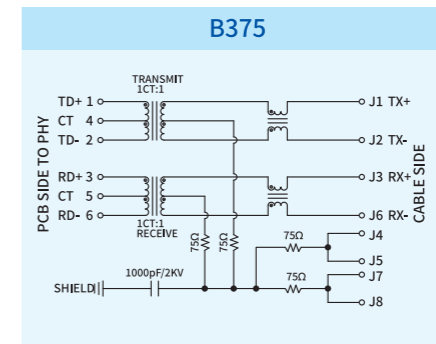 B375
TRANSMIT
1CT:1
TD+ 1
CT 4
TD- 2
J1 TX+
J2 TX-
RD+ 3
CT 5
RD- 6
J3 RX+
J6 RX-
1CT:1
RECEIVE
PCB SIDE TO PHY
CABLE SIDE
75Ω
75Ω
75Ω
75Ω
J4
J5
J7
J8
1000pF/2KV
SHIELD